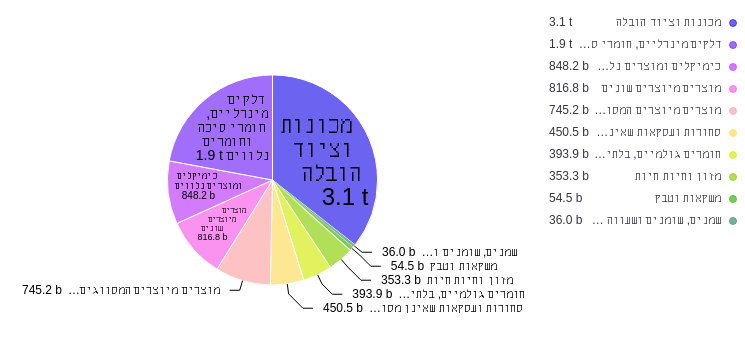 מכונות
וציוד
הובלה
3.1 t
דלקים
מינרליים,
חומרי סיכה
וחומרים
נלווים 1.9 t
כימיקלים
ומוצרים נלווים
848.2 b
מוצרים
מיוצרים
שונים
816.8 b
745.2 b מוצרים מיוצרים המסווגים...
450.5 b סחורות ועסקאות שאינן מסו...
393.9 b חומרים גולמיים, בלתי...
353.3 b מזון וחיות חיות
54.5 b משקאות וטבק
36.0 b שמנים, שומנים ו...
מכונות וציוד הובלה 3.1 t
דלקים מינרליים, חומרי ס... 1.9 t
כימיקלים ומוצרים נל... 848.2 b
מוצרים מיוצרים שונים 816.8 b
מוצרים מיוצרים המסו... 745.2 b
סחורות ועסקאות שאינ... 450.5 b
חומרים גולמיים, בלתי... 393.9 b
מזון וחיות חיות 353.3 b
משקאות וטבק 54.5 b
שמנים, שומנים ושעווה ... 36.0 b